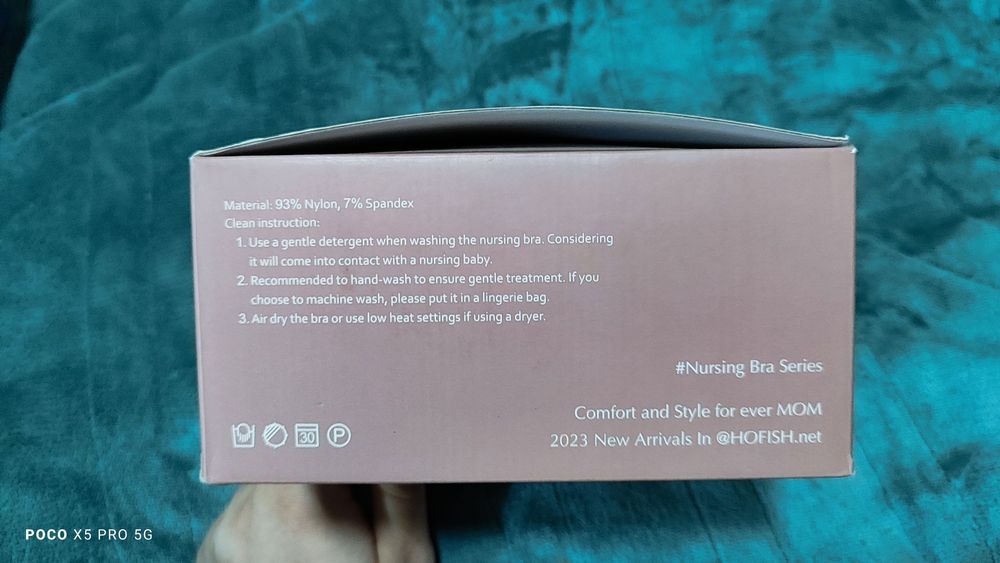 Material: 93% Nylon, 7% Spandex
Clean instruction:
1. Use a gentle detergent when washing the nursing bra. Considering
it will come into contact with a nursing baby.
2. Recommended to hand-wash to ensure gentle treatment. If you
choose to machine wash, please put it in a lingerie bag.
3. Air dry the bra or use low heat settings if using a dryer.
#Nursing Bra Series
Comfort and Style for ever MOM
2023 New Arrivals In @HOFISH.net
30 P
POCO X5 PRO 5G